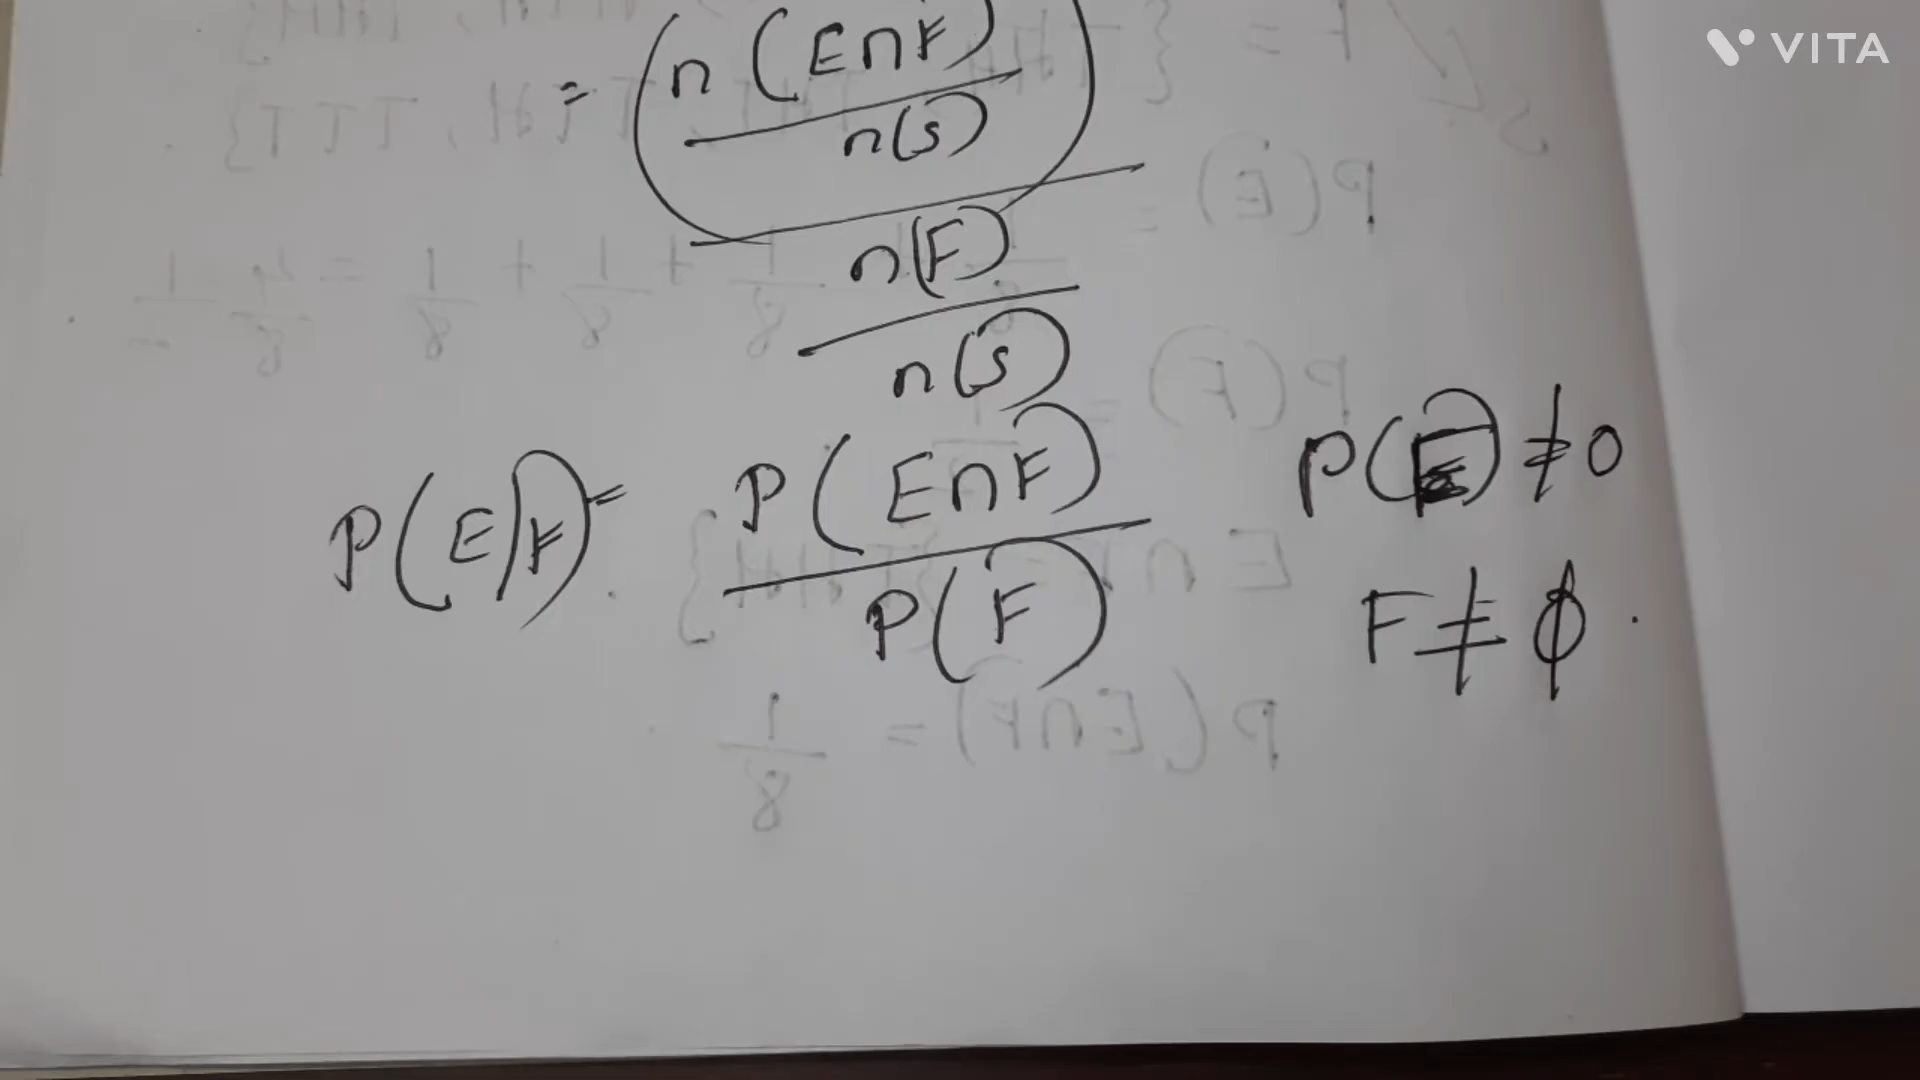 VITA
= (n(E∩F)/n(S)) / (n(F)/n(S))
P(E|F) = P(E∩F)/P(F)
P(F) ≠ 0
F ≠ ϕ.